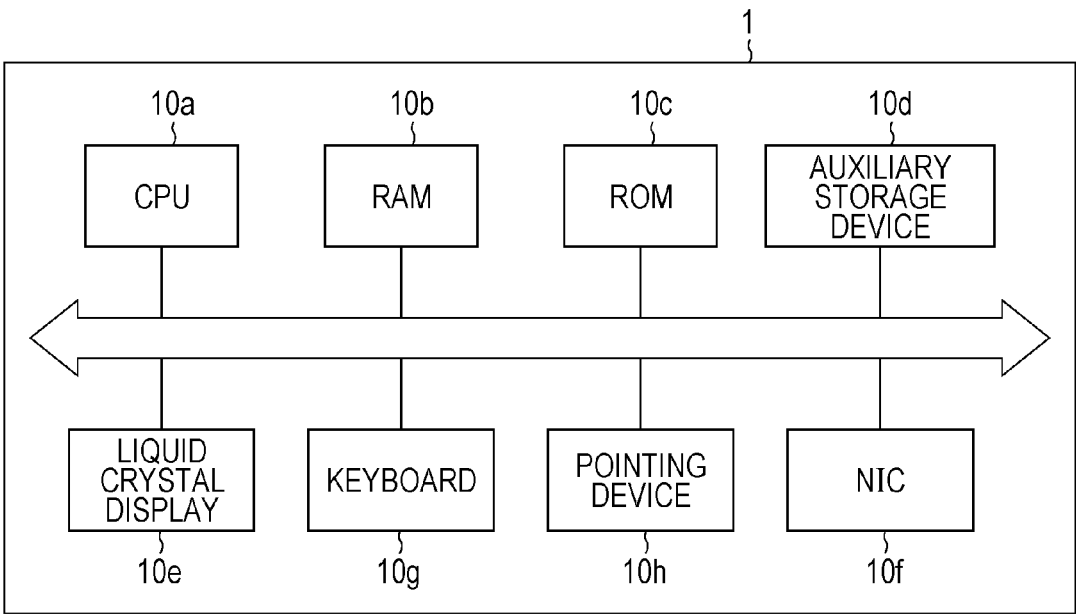 1
10a
10b
10c
10d
CPU
RAM
ROM
AUXILIARY
STORAGE
DEVICE
LIQUID
CRYSTAL
DISPLAY
KEYBOARD
POINTING
DEVICE
NIC
10e
10g
10h
10f